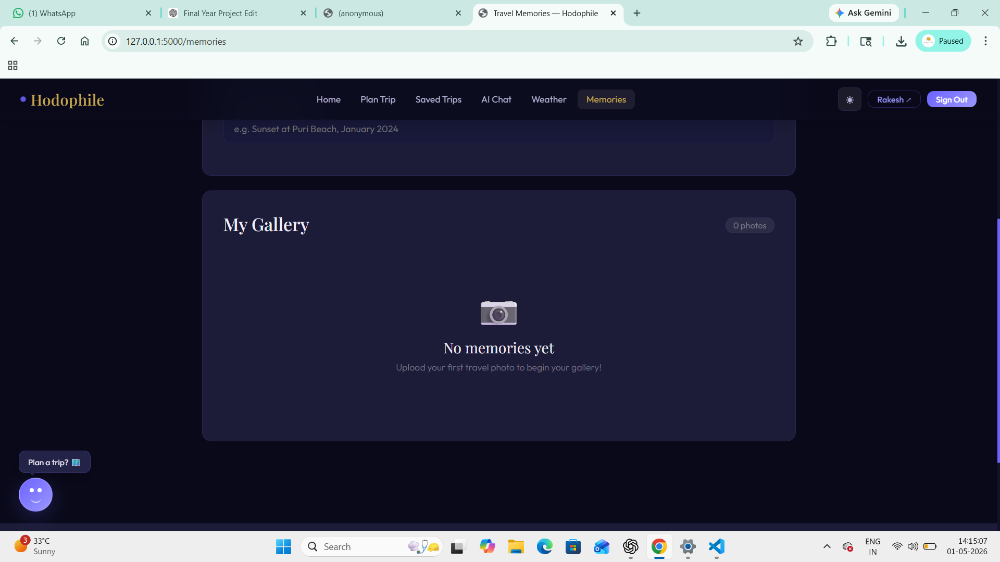 (1) WhatsApp
Final Year Project Edit
(anonymous)
Travel Memories — Hodophile
Ask Gemini
127.0.0.1:5000/memories
Paused
Hodophile
Home
Plan Trip
Saved Trips
AI Chat
Weather
Memories
Rakesh ↗
Sign Out
e.g. Sunset at Puri Beach, January 2024
My Gallery
0 photos
No memories yet
Upload your first travel photo to begin your gallery!
Plan a trip?
3
33°C
Sunny
Search
ENG
IN
14:15:07
01-05-2026